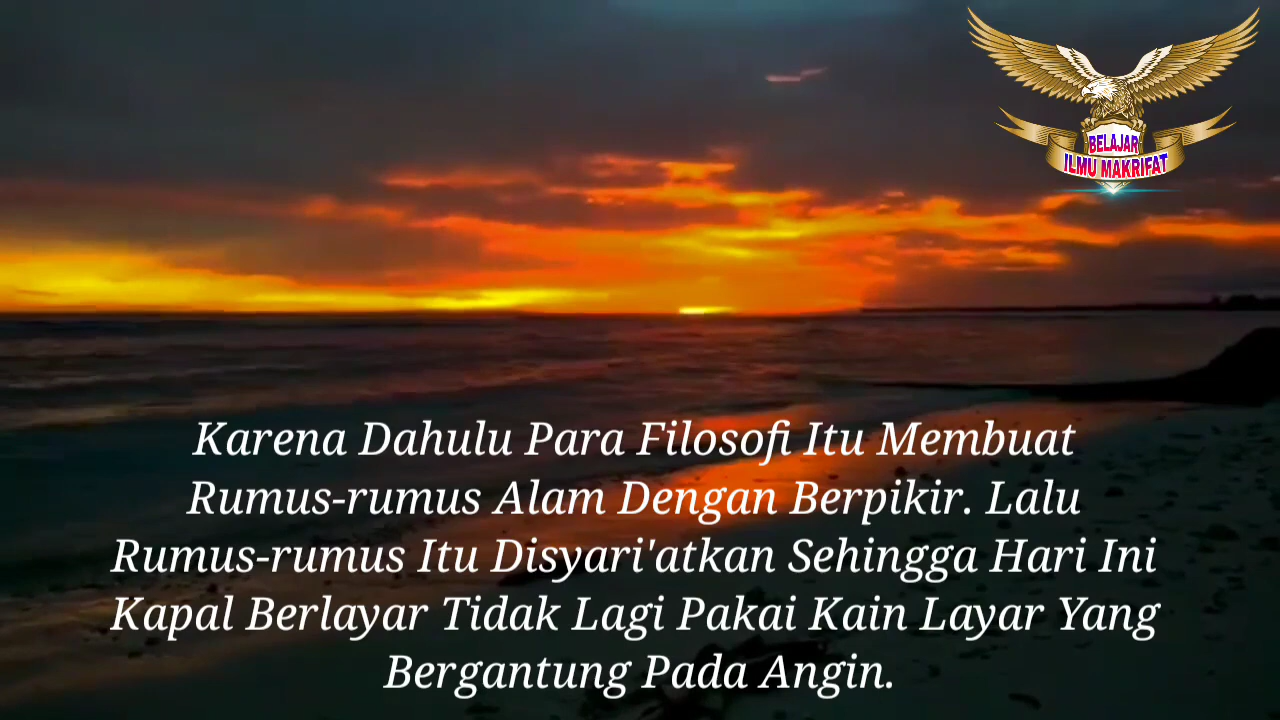 BELAJAR
ILMU MAKRIFAT
Karena Dahulu Para Filosofi Itu Membuat
Rumus-rumus Alam Dengan Berpikir. Lalu
Rumus-rumus Itu Disyari'atkan Sehingga Hari Ini
Kapal Berlayar Tidak Lagi Pakai Kain Layar Yang
Bergantung Pada Angin.